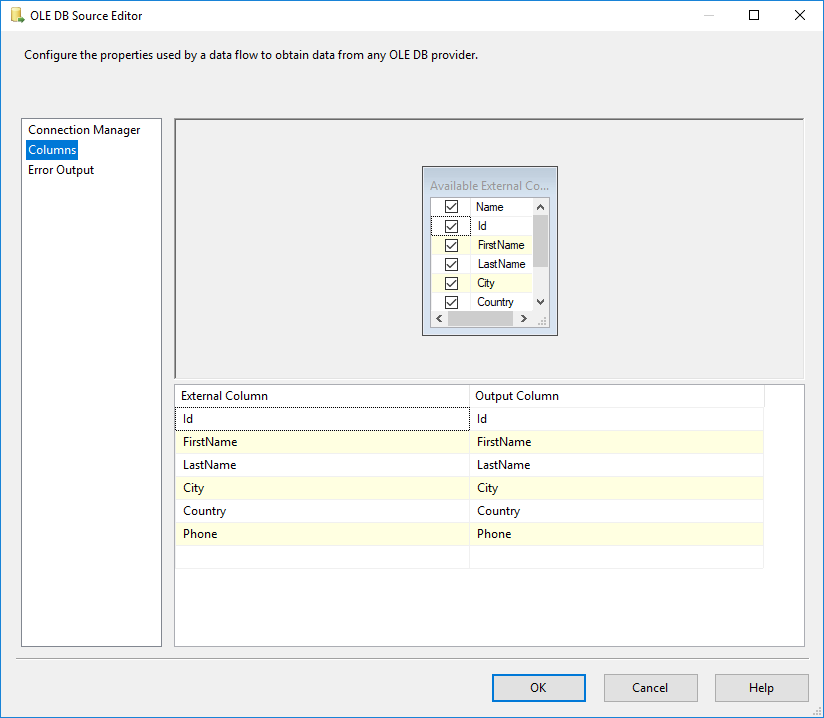 OLE DB Source Editor
Configure the properties used by a data flow to obtain data from any OLE DB provider.
Connection Manager
Columns
Error Output
Available External Co...
Name
Id
FirstName
LastName
City
Country
External Column Output Column
Id Id
FirstName FirstName
LastName LastName
City City
Country Country
Phone Phone
OK Cancel Help